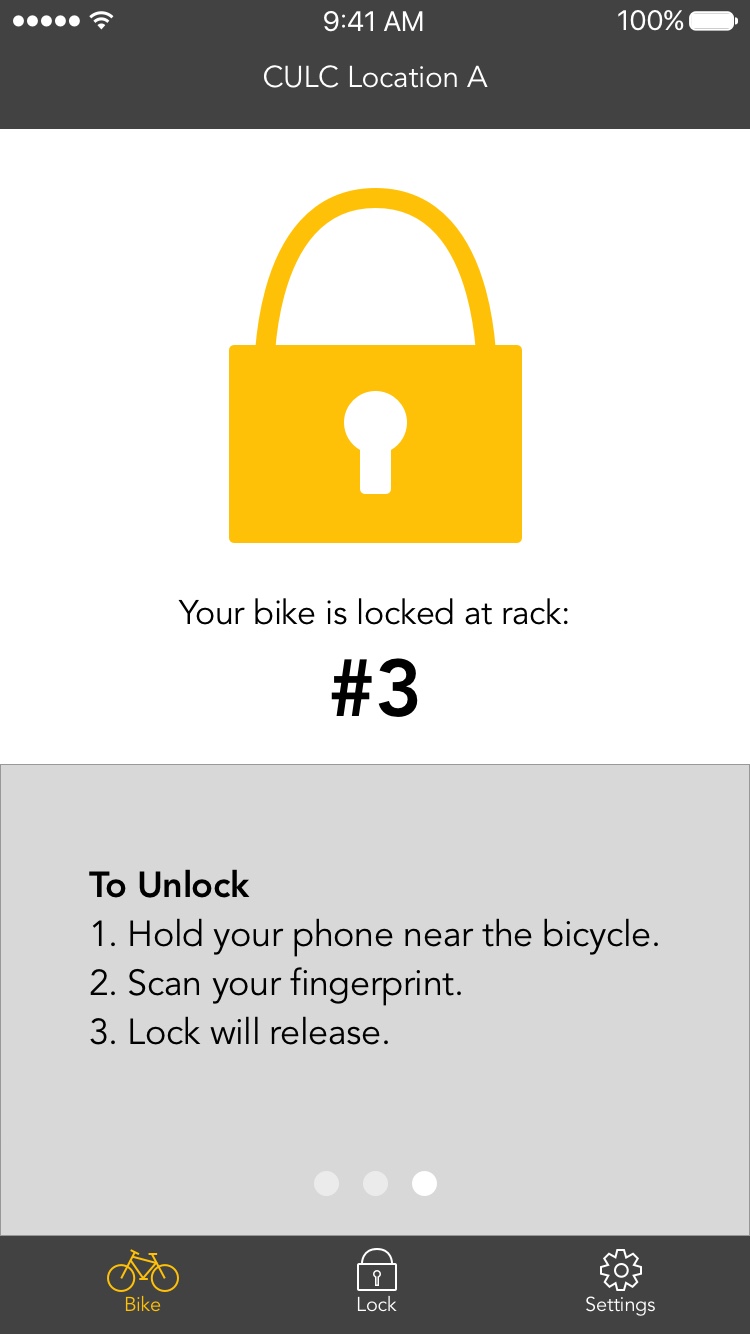 9:41 AM
100%
CULC Location A
Your bike is locked at rack:
#3
To Unlock
1. Hold your phone near the bicycle.
2. Scan your fingerprint.
3. Lock will release.
Bike
Lock
Settings